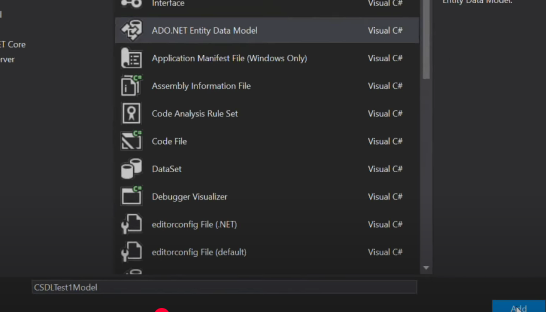 Interface Visual C#
Entity Data Model.
ADO.NET Entity Data Model Visual C#
ET Core
Application Manifest File (Windows Only) Visual C#
rver
Assembly Information File Visual C#
Code Analysis Rule Set Visual C#
Code File Visual C#
DataSet Visual C#
Debugger Visualizer Visual C#
editorconfig File (.NET) Visual C#
editorconfig File (default) Visual C#
CSDLTest1Model
Add